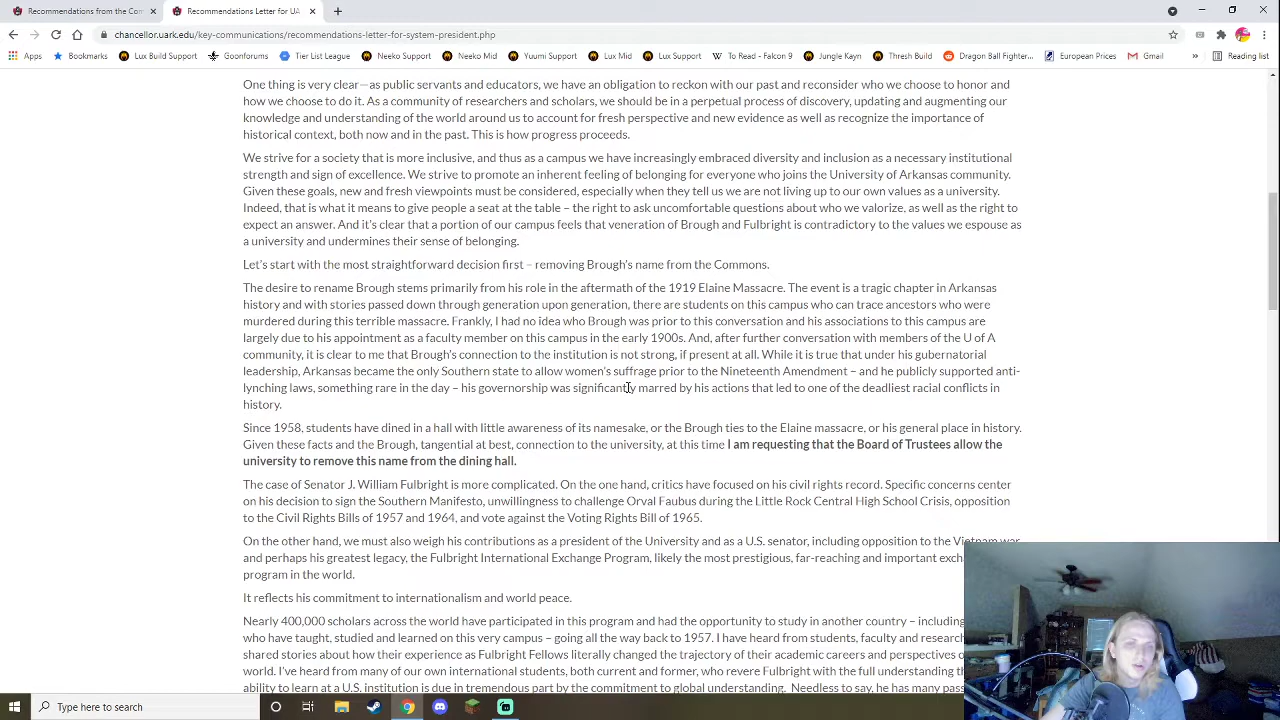 Recommendations from the Com
Recommendations Letter for UA
chancellor.uark.edu/key-communications/recommendations-letter-for-system-president.php
Apps
Bookmarks
Lux Build Support
Goonforums
Tier List League
Neeko Support
Neeko Mid
Yuumi Support
Lux Mid
Lux Support
To Read - Falcon 9
Jungle Kayn
Thresh Build
Dragon Ball Fighter...
European Prices
Gmail
»
Reading list
One thing is very clear—as public servants and educators, we have an obligation to reckon with our past and reconsider who we choose to honor and
how we choose to do it. As a community of researchers and scholars, we should be in a perpetual process of discovery, updating and augmenting our
knowledge and understanding of the world around us to account for fresh perspective and new evidence as well as recognize the importance of
historical context, both now and in the past. This is how progress proceeds.
We strive for a society that is more inclusive, and thus as a campus we have increasingly embraced diversity and inclusion as a necessary institutional
strength and sign of excellence. We strive to promote an inherent feeling of belonging for everyone who joins the University of Arkansas community.
Given these goals, new and fresh viewpoints must be considered, especially when they tell us we are not living up to our own values as a university.
Indeed, that is what it means to give people a seat at the table – the right to ask uncomfortable questions about who we valorize, as well as the right to
expect an answer. And it's clear that a portion of our campus feels that veneration of Brough and Fulbright is contradictory to the values we espouse as
a university and undermines their sense of belonging.
Let's start with the most straightforward decision first – removing Brough's name from the Commons.
The desire to rename Brough stems primarily from his role in the aftermath of the 1919 Elaine Massacre. The event is a tragic chapter in Arkansas
history and with stories passed down through generation upon generation, there are students on this campus who can trace ancestors who were
murdered during this terrible massacre. Frankly, I had no idea who Brough was prior to this conversation and his associations to this campus are
largely due to his appointment as a faculty member on this campus in the early 1900s. And, after further conversation with members of the U of A
community, it is clear to me that Brough's connection to the institution is not strong, if present at all. While it is true that under his gubernatorial
leadership, Arkansas became the only Southern state to allow women's suffrage prior to the Nineteenth Amendment – and he publicly supported anti-
lynching laws, something rare in the day – his governorship was significantly marred by his actions that led to one of the deadliest racial conflicts in
history.
Since 1958, students have dined in a hall with little awareness of its namesake, or the Brough ties to the Elaine massacre, or his general place in history.
Given these facts and the Brough, tangential at best, connection to the university, at this time I am requesting that the Board of Trustees allow the
university to remove this name from the dining hall.
The case of Senator J. William Fulbright is more complicated. On the one hand, critics have focused on his civil rights record. Specific concerns center
on his decision to sign the Southern Manifesto, unwillingness to challenge Orval Faubus during the Little Rock Central High School Crisis, opposition
to the Civil Rights Bills of 1957 and 1964, and vote against the Voting Rights Bill of 1965.
On the other hand, we must also weigh his contributions as a president of the University and as a U.S. senator, including opposition to the Vietnam war
and perhaps his greatest legacy, the Fulbright International Exchange Program, likely the most prestigious, far-reaching and important exch
program in the world.
It reflects his commitment to internationalism and world peace.
Nearly 400,000 scholars across the world have participated in this program and had the opportunity to study in another country – including
who have taught, studied and learned on this very campus – going all the way back to 1957. I have heard from students, faculty and research
shared stories about how their experience as Fulbright Fellows literally changed the trajectory of their academic careers and perspectives o
world. I've heard from many of our own international students, both current and former, who revere Fulbright with the full understanding th
ability to learn at a U.S. institution is due in tremendous part by the commitment to global understanding. Needless to say, he has many pass
Type here to search